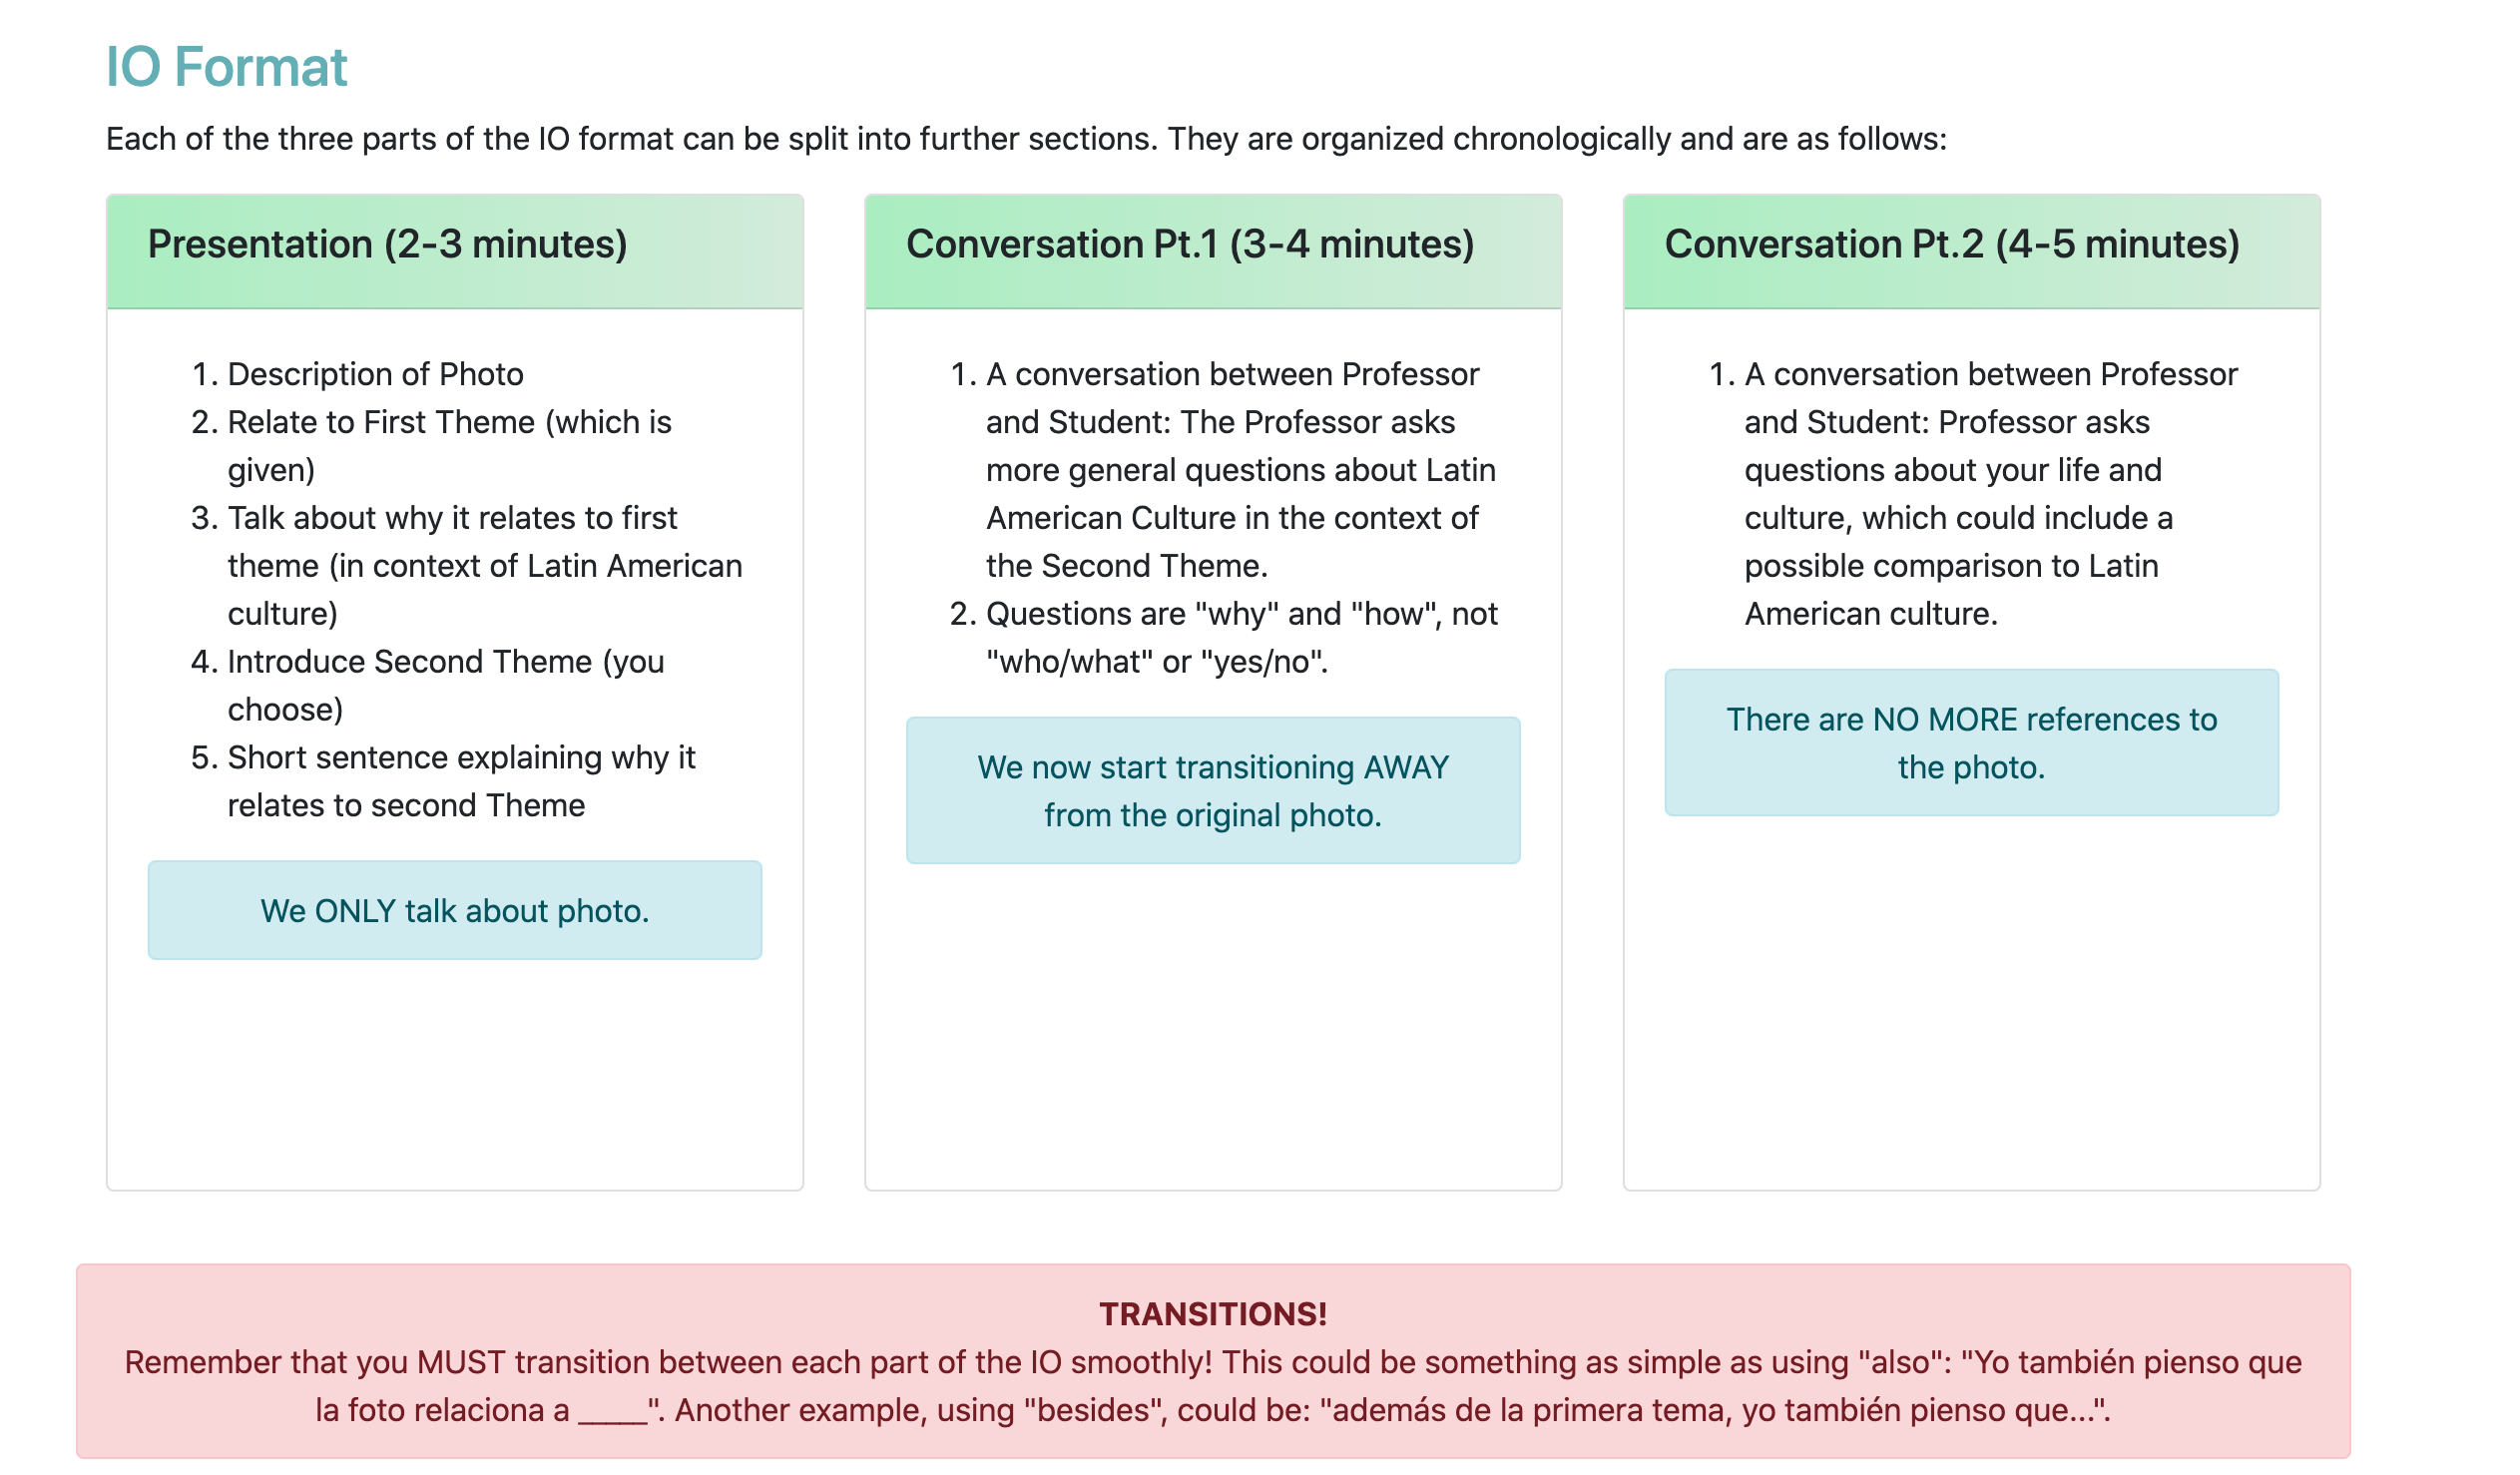 IO Format
Each of the three parts of the IO format can be split into further sections. They are organized chronologically and are as follows:
Presentation (2-3 minutes)
1. Description of Photo
2. Relate to First Theme (which is
given)
3. Talk about why it relates to first
theme (in context of Latin American
culture)
4. Introduce Second Theme (you
choose)
5. Short sentence explaining why it
relates to second Theme
We ONLY talk about photo.
Conversation Pt.1 (3-4 minutes)
1. A conversation between Professor
and Student: The Professor asks
more general questions about Latin
American Culture in the context of
the Second Theme.
2. Questions are "why" and "how", not
"who/what" or "yes/no".
We now start transitioning AWAY
from the original photo.
Conversation Pt.2 (4-5 minutes)
1. A conversation between Professor
and Student: Professor asks
questions about your life and
culture, which could include a
possible comparison to Latin
American culture.
There are NO MORE references to
the photo.
TRANSITIONS!
Remember that you MUST transition between each part of the IO smoothly! This could be something as simple as using "also": "Yo también pienso que
la foto relaciona a _____". Another example, using "besides", could be: "además de la primera tema, yo también pienso que...".